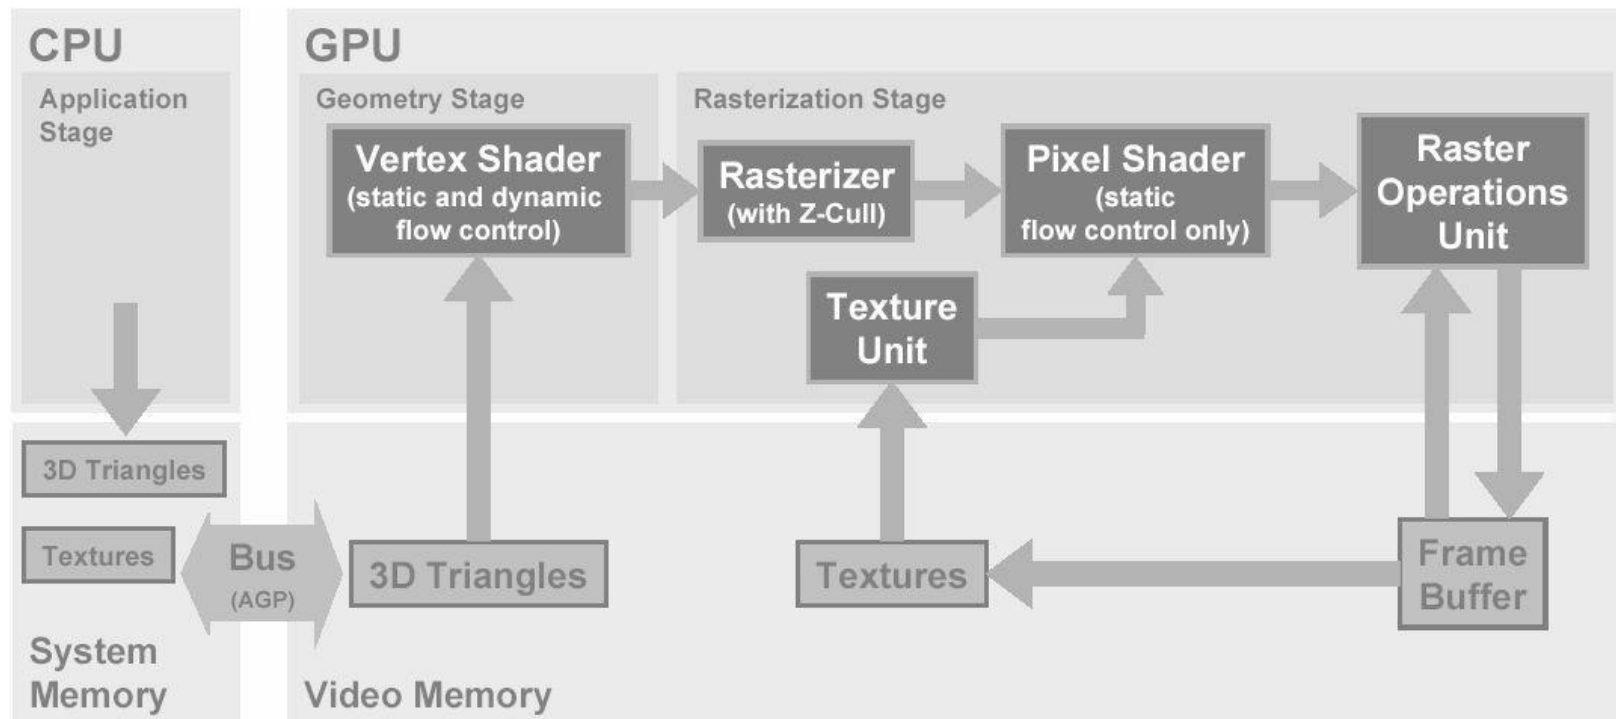 CPU
Application
Stage
3D Triangles
Textures
System
Memory
Bus
(AGP)
GPU
Geometry Stage
Vertex Shader
(static and dynamic
flow control)
Rasterization Stage
Rasterizer
(with Z-Cull)
Pixel Shader
(static
flow control only)
Raster
Operations
Unit
Texture
Unit
3D Triangles
Textures
Frame
Buffer
Video Memory